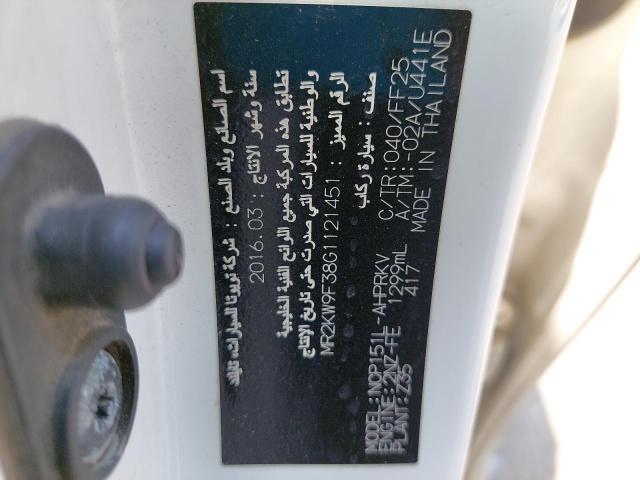 اسم الصانع وبلد الصنع : شركة تويوتا للسيارات، تايلند
سنة وشهر الانتاج : 2016.03
تطابق هذه المركبة جميع اللوائح الفنية الخليجية
والوطنية للسيارات التي صدرت حتى تاريخ الإنتاج
الرقم المميز : MR2KW9F38G1121451
صنف : سيارة ركاب
MODEL:NCP151L-AHPRKV C/TR:040/FF25
ENGINE:2NZ-FE 1299mL A/TM:-02A/U441E
PLANT:Z35 417 MADE IN THAILAND